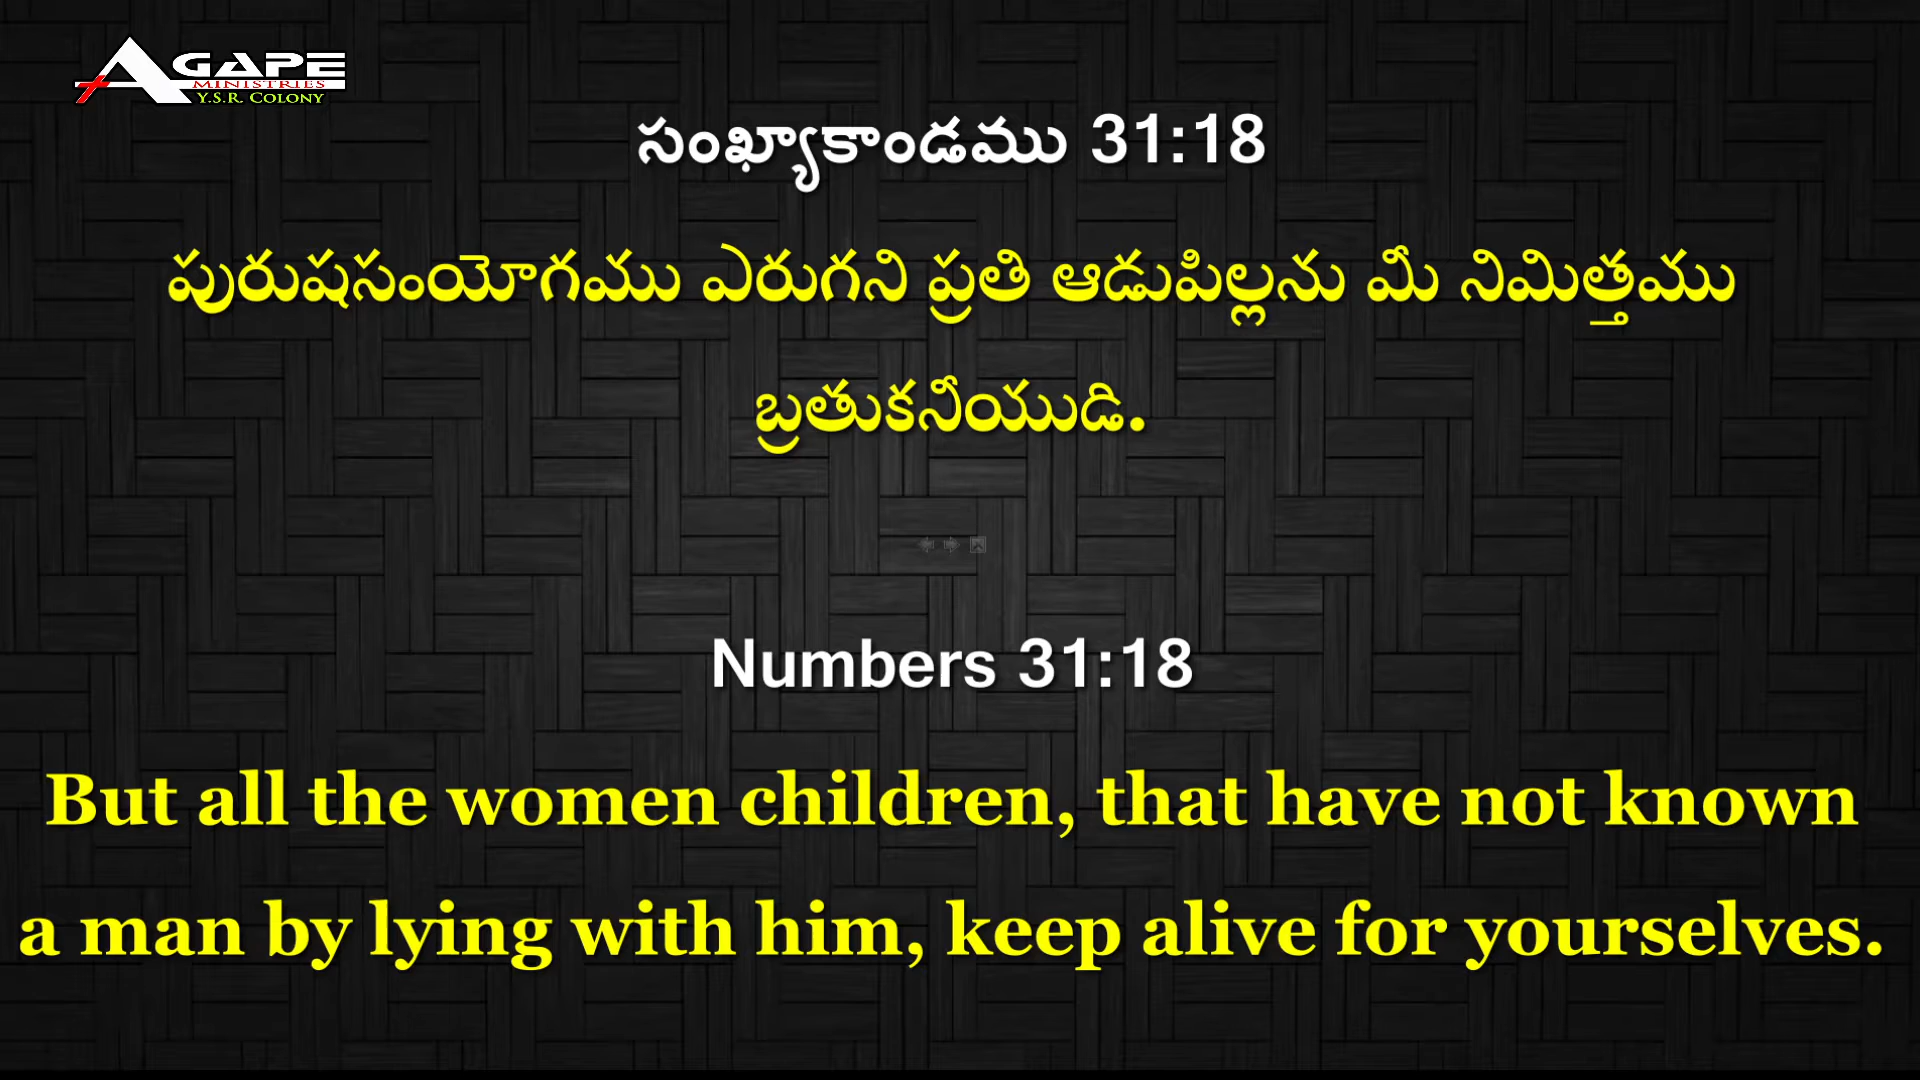 AGAPE
MINISTRIES
Y.S.R. COLONY
సంఖ్యాకాండము 31:18
పురుషసంయోగము ఎరుగని ప్రతి ఆడుపిల్లను మీ నిమిత్తము
బ్రతుకనీయుడి.
Numbers 31:18
But all the women children, that have not known
a man by lying with him, keep alive for yourselves.